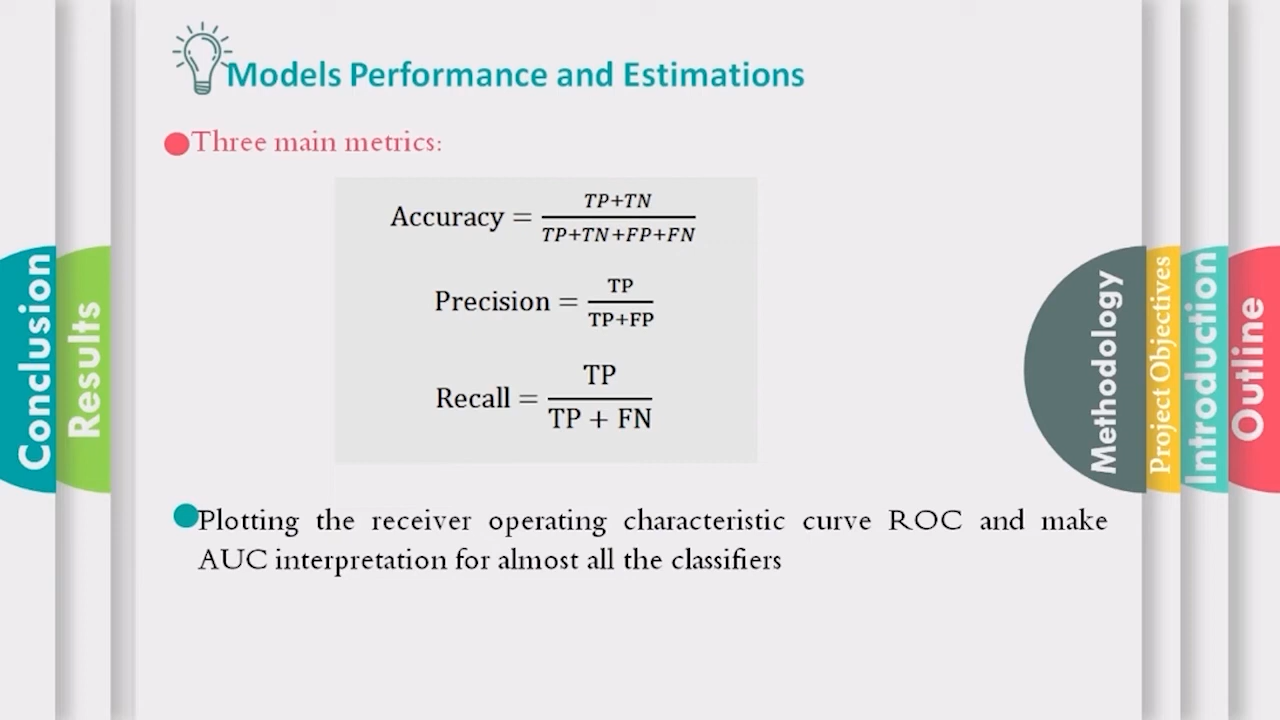 Models Performance and Estimations
Three main metrics:
Accuracy = TP+TN / TP+TN+FP+FN
Precision = TP / TP+FP
Recall = TP / TP + FN
Plotting the receiver operating characteristic curve ROC and make
AUC interpretation for almost all the classifiers
Conclusion
Results
Methodology
Project Objectives
Introduction
Outline